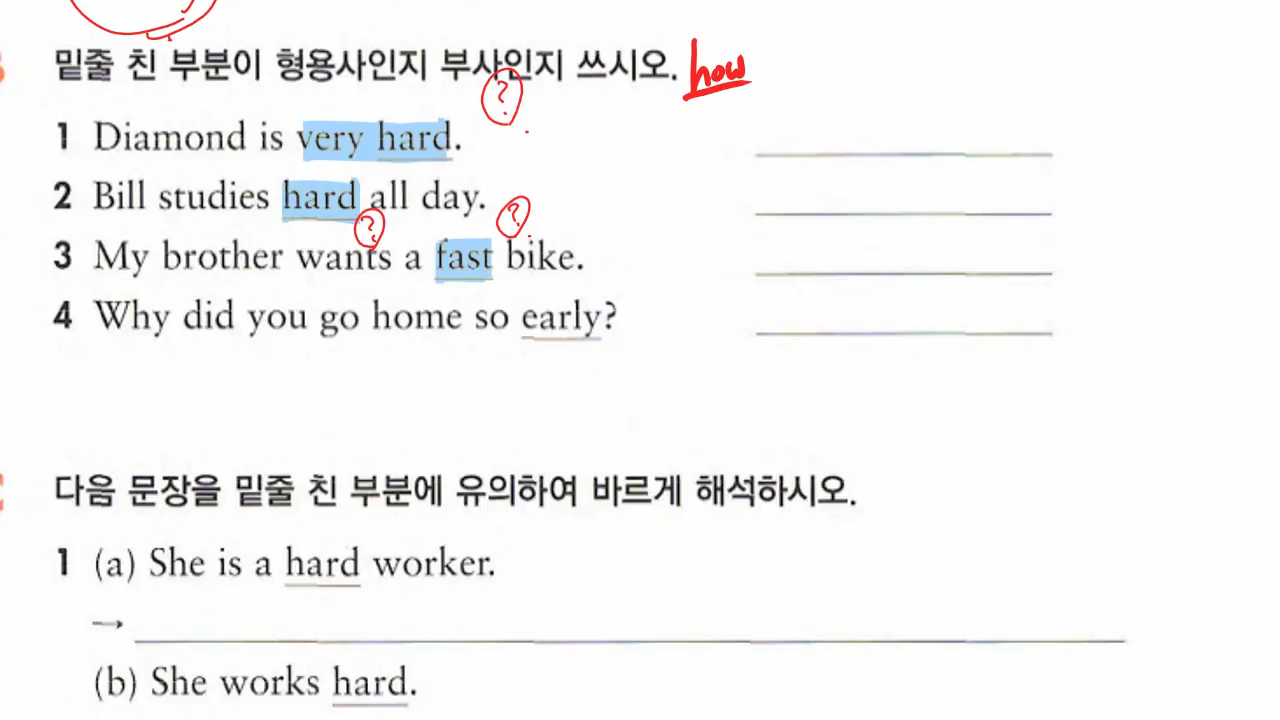 밑줄 친 부분이 형용사인지 부사인지 쓰시오. how
?
1 Diamond is very hard.
2 Bill studies hard all day.
? ?
3 My brother wants a fast bike.
4 Why did you go home so early?
다음 문장을 밑줄 친 부분에 유의하여 바르게 해석하시오.
1 (a) She is a hard worker.
→
(b) She works hard.